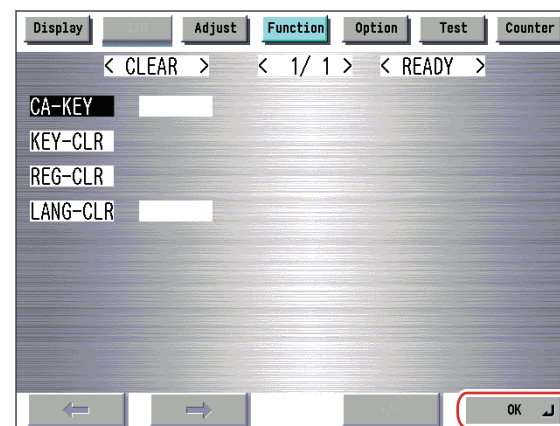 Display I/O Adjust Function Option Test Counter
< CLEAR > < 1/ 1 > < READY >
CA-KEY
KEY-CLR
REG-CLR
LANG-CLR
+/- OK